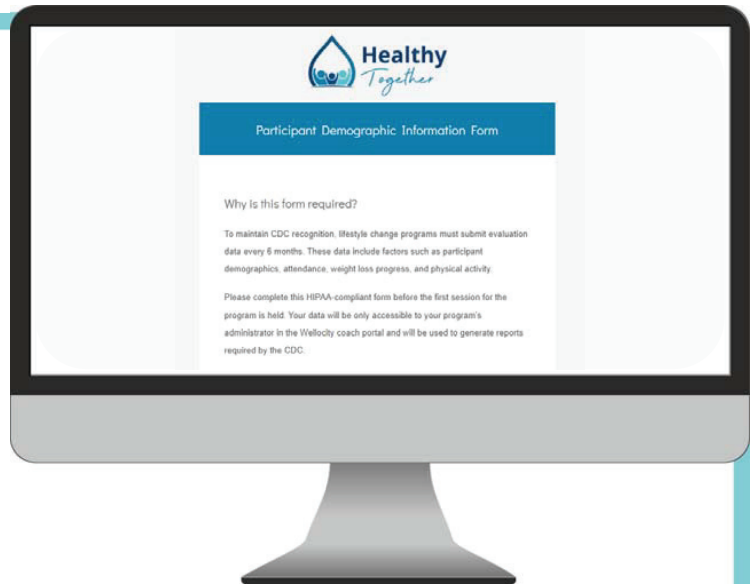 Healthy
Together
Participant Demographic Information Form
Why is this form required?
To maintain CDC recognition, lifestyle change programs must submit evaluation
data every 6 months. These data include factors such as participant
demographics, attendance, weight loss progress, and physical activity.
Please complete this HIPAA-compliant form before the first session for the
program is held. Your data will be only accessible to your program's
administrator in the Wellocity coach portal and will be used to generate reports
required by the CDC.